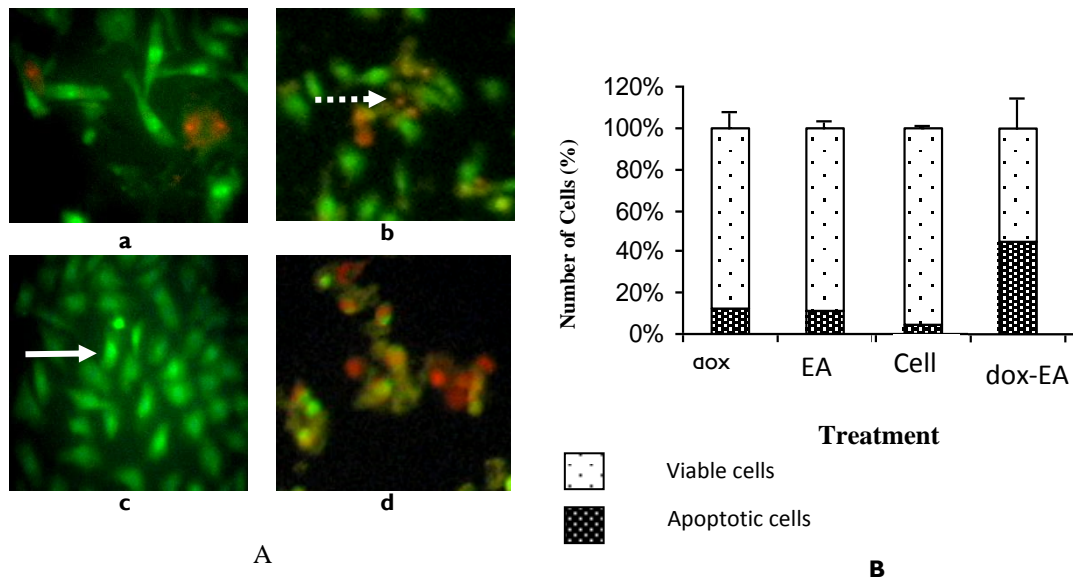 a
b
c
d
A
Number of Cells (%)
120%
100%
80%
60%
40%
20%
0%
dox
EA
Cell
dox-EA
Treatment
Viable cells
Apoptotic cells
B